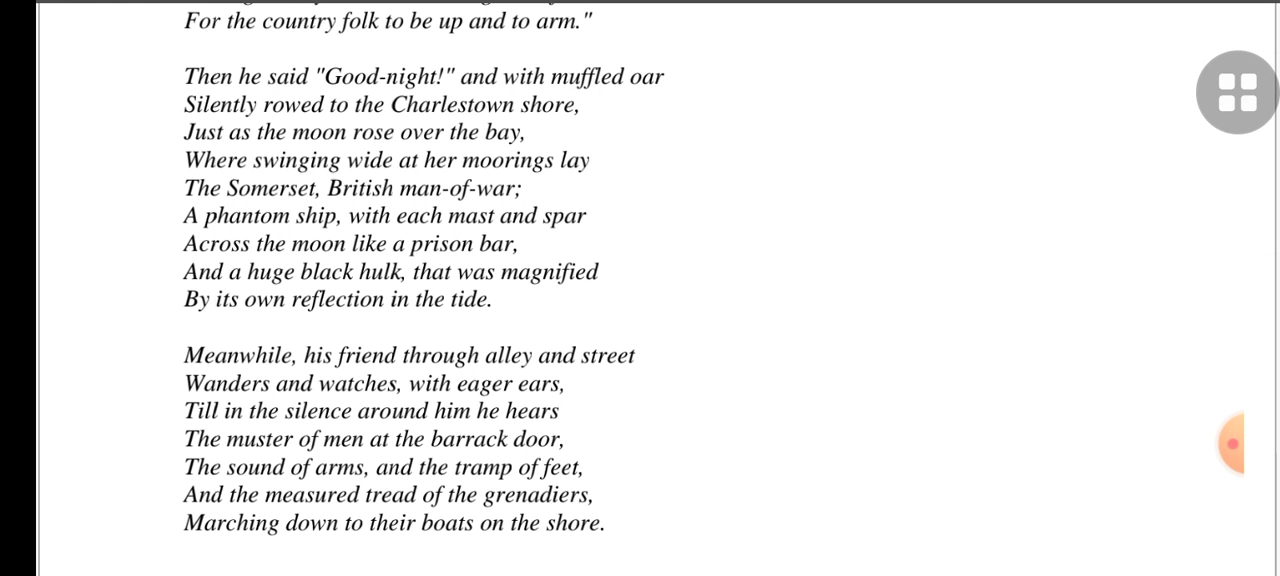 For the country folk to be up and to arm."
Then he said "Good-night!" and with muffled oar
Silently rowed to the Charlestown shore,
Just as the moon rose over the bay,
Where swinging wide at her moorings lay
The Somerset, British man-of-war;
A phantom ship, with each mast and spar
Across the moon like a prison bar,
And a huge black hulk, that was magnified
By its own reflection in the tide.
Meanwhile, his friend through alley and street
Wanders and watches, with eager ears,
Till in the silence around him he hears
The muster of men at the barrack door,
The sound of arms, and the tramp of feet,
And the measured tread of the grenadiers,
Marching down to their boats on the shore.